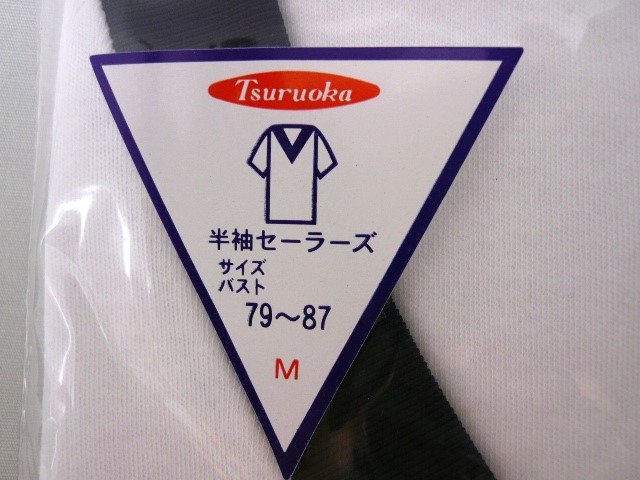 Tsuruoka
半袖セーラーズ
サイズ
バスト
79〜87
M